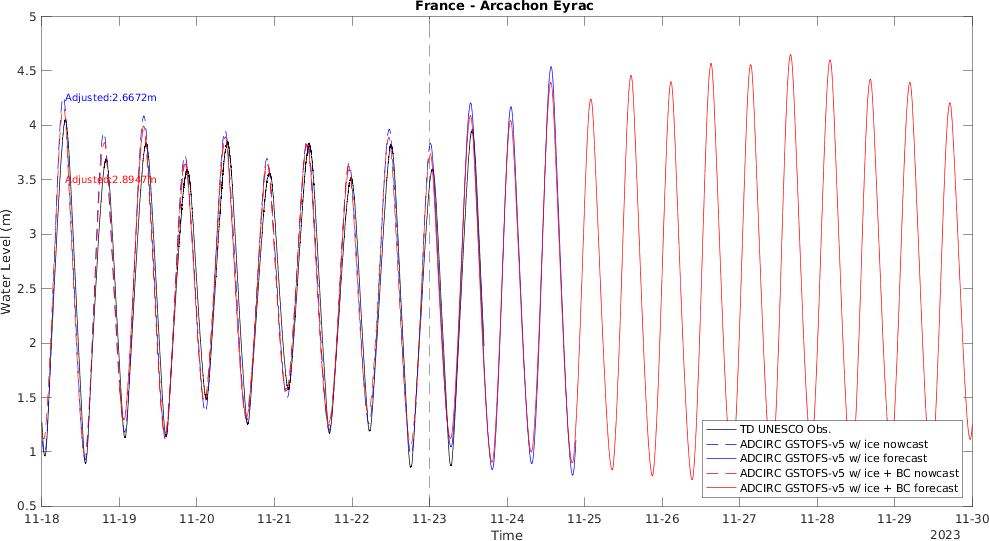 France - Arcachon Eyrac
Water Level (m)
5
4.5
4
3.5
3
2.5
2
1.5
1
0.5
Adjusted:2.6672m
Adjusted:2.8947m
TD UNESCO Obs.
ADCIRC GSTOFS-v5 w/ ice nowcast
ADCIRC GSTOFS-v5 w/ ice forecast
ADCIRC GSTOFS-v5 w/ ice + BC nowcast
ADCIRC GSTOFS-v5 w/ ice + BC forecast
11-18 11-19 11-20 11-21 11-22 11-23 11-24 11-25 11-26 11-27 11-28 11-29 11-30
Time
2023